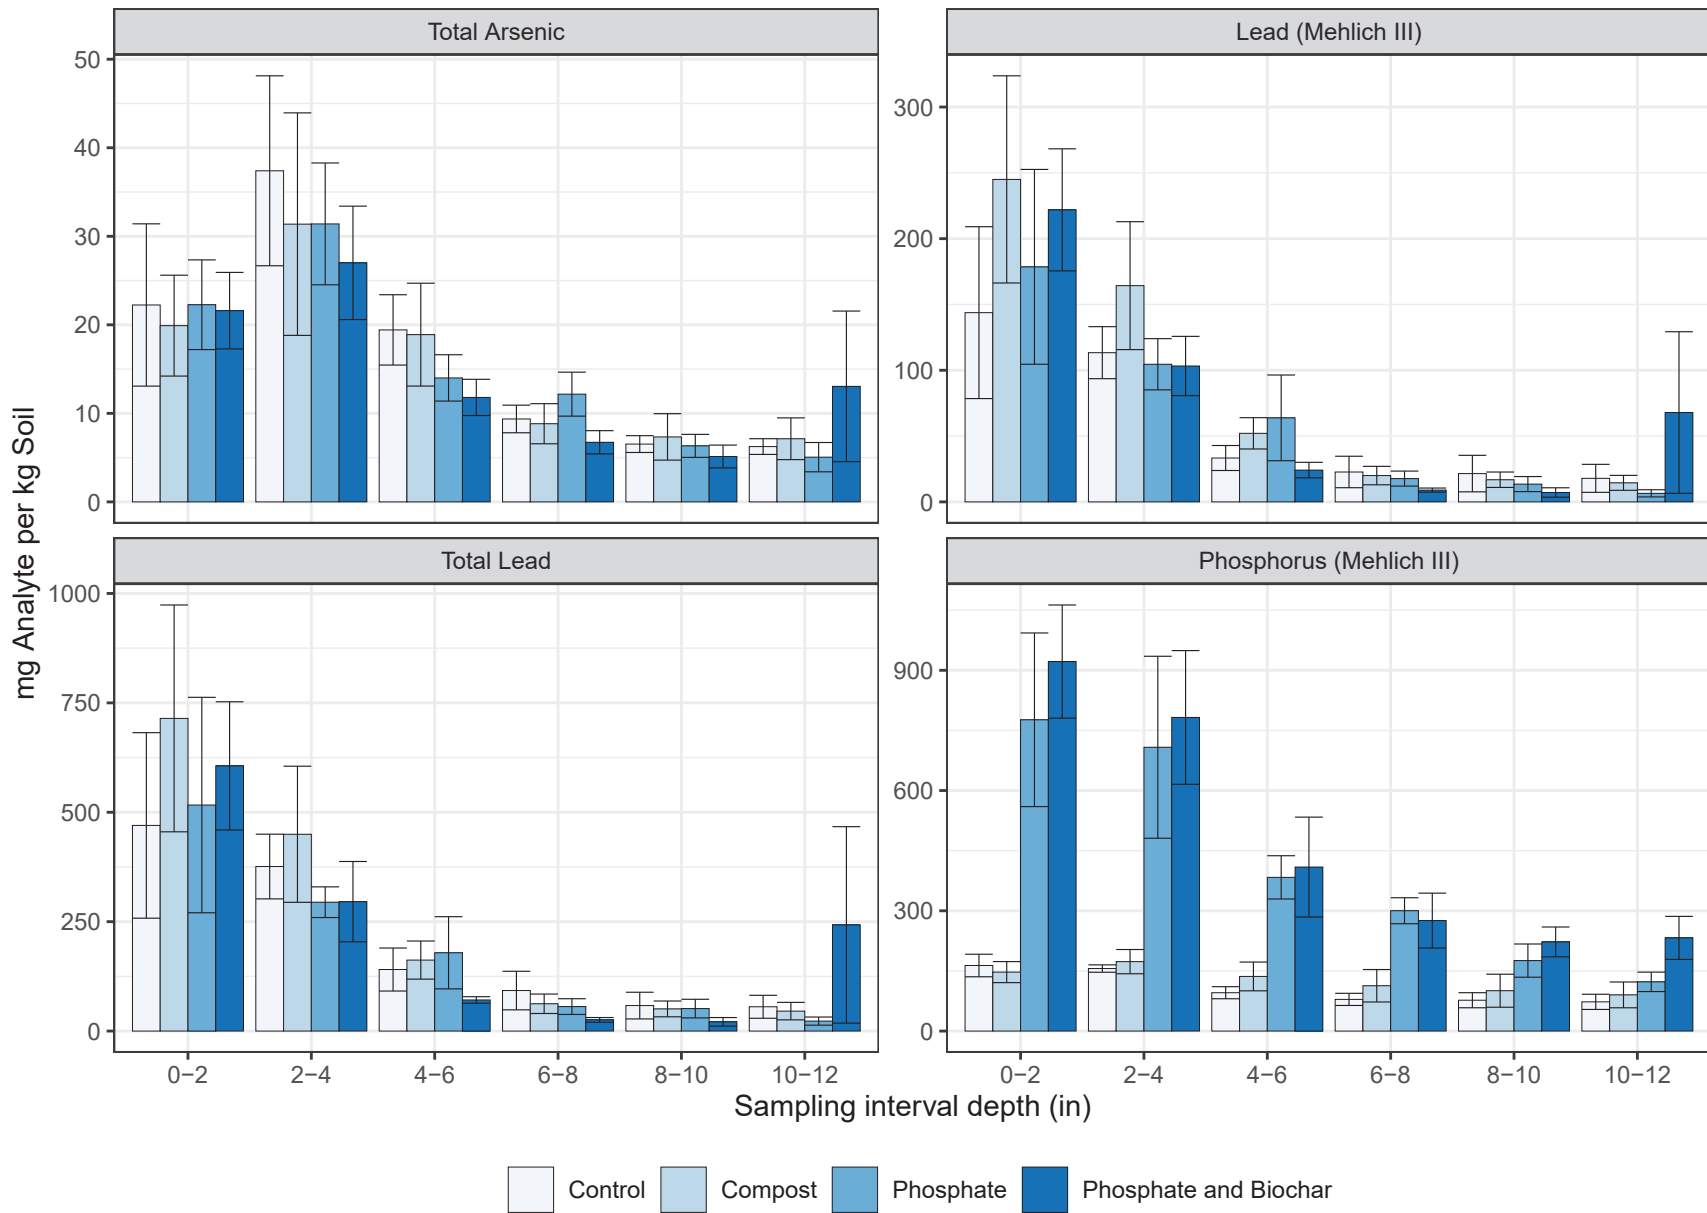 Total Arsenic
Lead (Mehlich III)
50
40
30
20
10
0
300
200
100
0
Total Lead
Phosphorus (Mehlich III)
1000
750
500
250
0
900
600
300
0
mg Analyte per kg Soil
0−2 2−4 4−6 6−8 8−10 10−12
0−2 2−4 4−6 6−8 8−10 10−12
Sampling interval depth (in)
Control Compost Phosphate Phosphate and Biochar